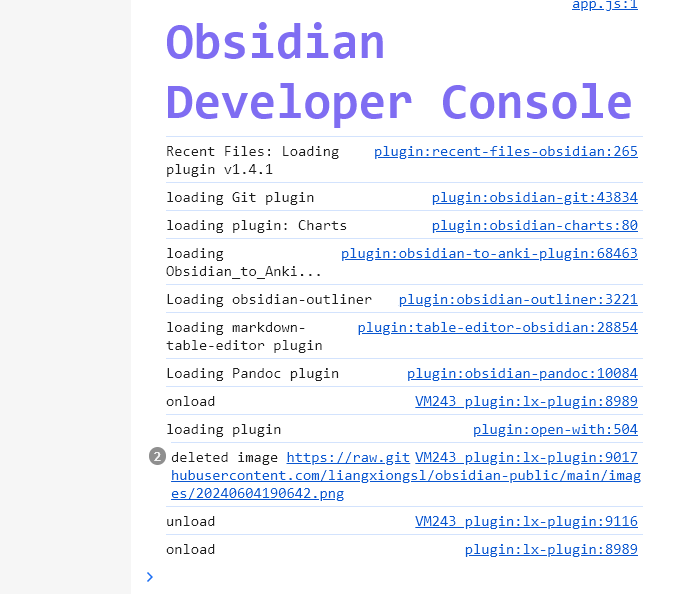 app.js:1
Obsidian
Developer Console
Recent Files: Loading plugin:recent-files-obsidian:265
plugin v1.4.1
loading Git plugin plugin:obsidian-git:43834
loading plugin: Charts plugin:obsidian-charts:80
loading plugin:obsidian-to-anki-plugin:68463
Obsidian_to_Anki...
Loading obsidian-outliner plugin:obsidian-outliner:3221
loading markdown- plugin:table-editor-obsidian:28854
table-editor plugin
Loading Pandoc plugin plugin:obsidian-pandoc:10084
onload VM243 plugin:lx-plugin:8989
loading plugin plugin:open-with:504
2 deleted image https://raw.git VM243 plugin:lx-plugin:9017
hubusercontent.com/liangxiongsl/obsidian-public/main/imag
es/20240604190642.png
unload VM243 plugin:lx-plugin:9116
onload plugin:lx-plugin:8989